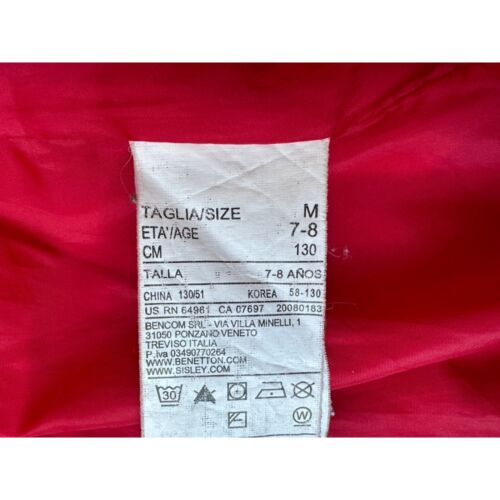 TAGLIA/SIZE M
ETA'/AGE 7-8
CM 130
TALLA 7-8 AÑOS
CHINA 130/51 KOREA 58-130
US RN 64961 CA 07697 20080183
BENCOM SRL - VIA VILLA MINELLI, 1
31050 PONZANO VENETO
TREVISO ITALIA
P.iva 03490770264
WWW.BENETTON.COM
WWW.SISLEY.COM
30
W